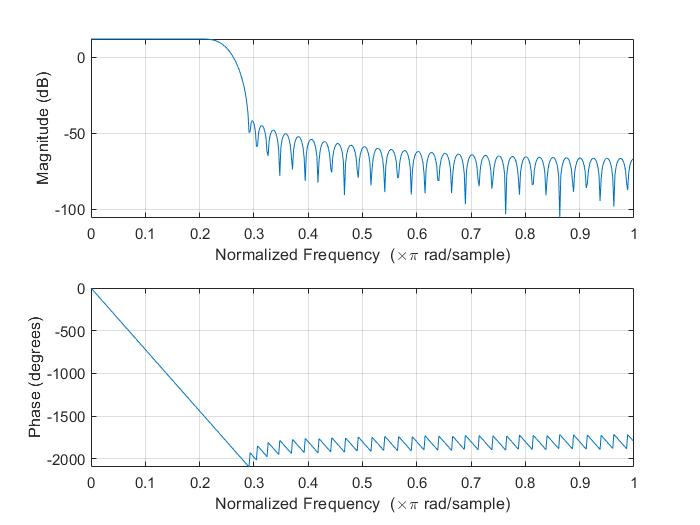 0
-50
-100
Magnitude (dB)
0 0.1 0.2 0.3 0.4 0.5 0.6 0.7 0.8 0.9 1
Normalized Frequency (×π rad/sample)
0
-500
-1000
-1500
-2000
Phase (degrees)
0 0.1 0.2 0.3 0.4 0.5 0.6 0.7 0.8 0.9 1
Normalized Frequency (×π rad/sample)